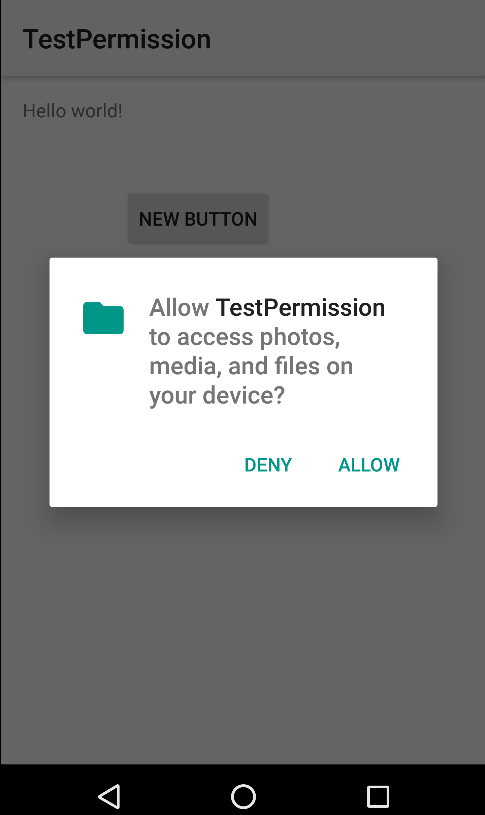 TestPermission
Hello world!
NEW BUTTON
Allow TestPermission
to access photos,
media, and files on
your device?
DENY ALLOW